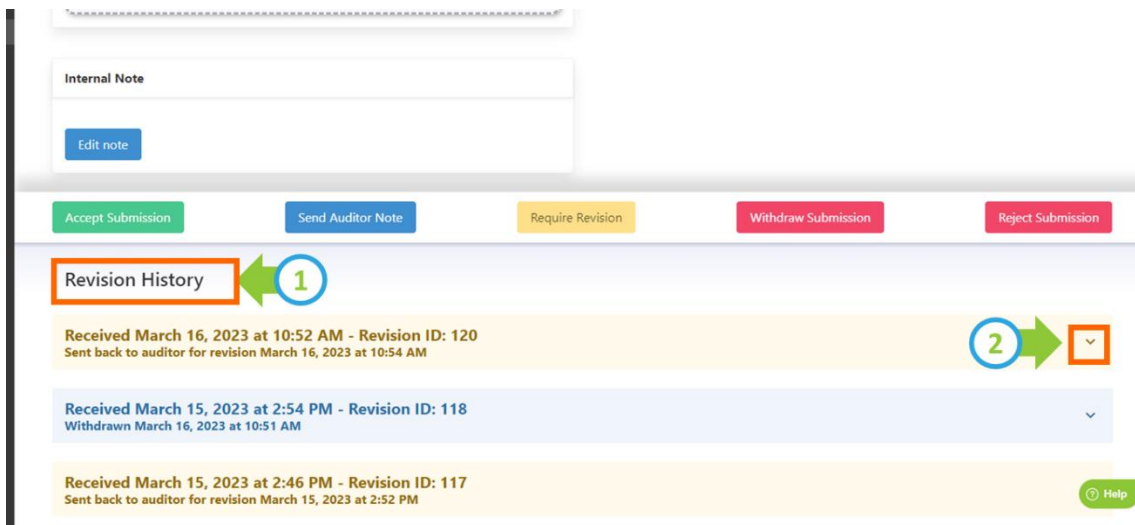 Internal Note
Edit note
Accept Submission
Send Auditor Note
Require Revision
Withdraw Submission
Reject Submission
Revision History
1
Received March 16, 2023 at 10:52 AM - Revision ID: 120
Sent back to auditor for revision March 16, 2023 at 10:54 AM
2
Received March 15, 2023 at 2:54 PM - Revision ID: 118
Withdrawn March 16, 2023 at 10:51 AM
Received March 15, 2023 at 2:46 PM - Revision ID: 117
Sent back to auditor for revision March 15, 2023 at 2:52 PM
? Help